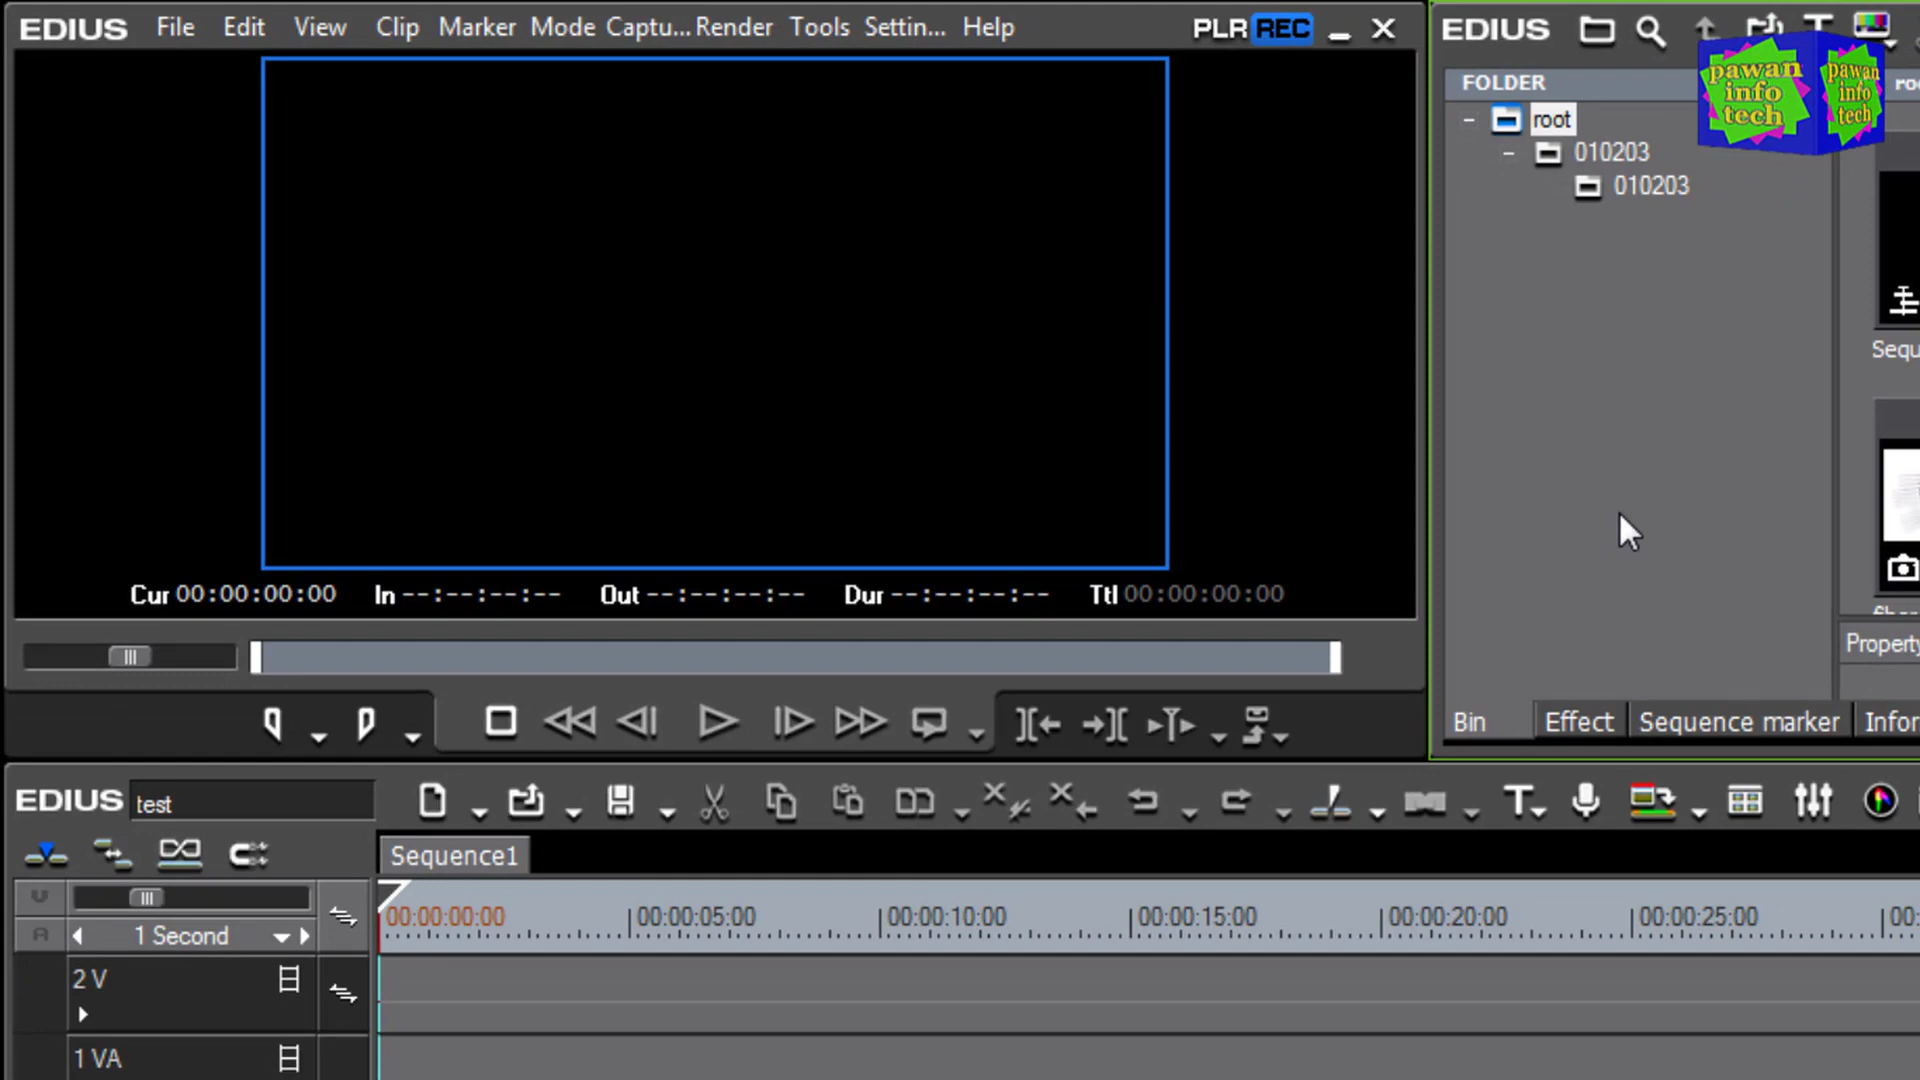 EDIUS File Edit View Clip Marker Mode Captu... Render Tools Settin... Help PLR REC
EDIUS
FOLDER
root
010203
010203
pawan
info
tech
pawan
info
tech
Cur 00:00:00:00 In --:--:--:-- Out --:--:--:-- Dur --:--:--:-- Ttl 00:00:00:00
Bin Effect Sequence marker
Property
EDIUS test
Sequence1
00:00:00:00 00:00:05:00 00:00:10:00 00:00:15:00 00:00:20:00 00:00:25:00 00:
1 Second
2 V
1 VA